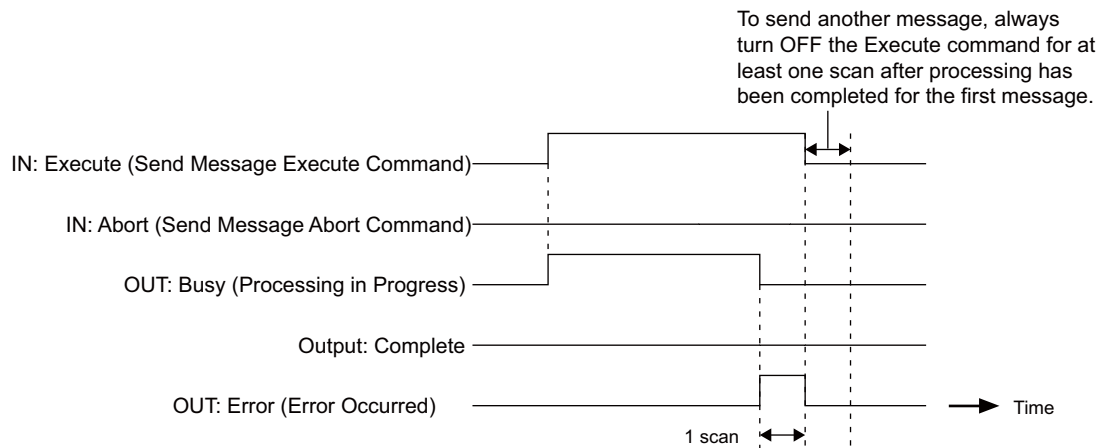 To send another message, always
turn OFF the Execute command for at
least one scan after processing has
been completed for the first message.
IN: Execute (Send Message Execute Command)
IN: Abort (Send Message Abort Command)
OUT: Busy (Processing in Progress)
Output: Complete
OUT: Error (Error Occurred)
Time
1 scan